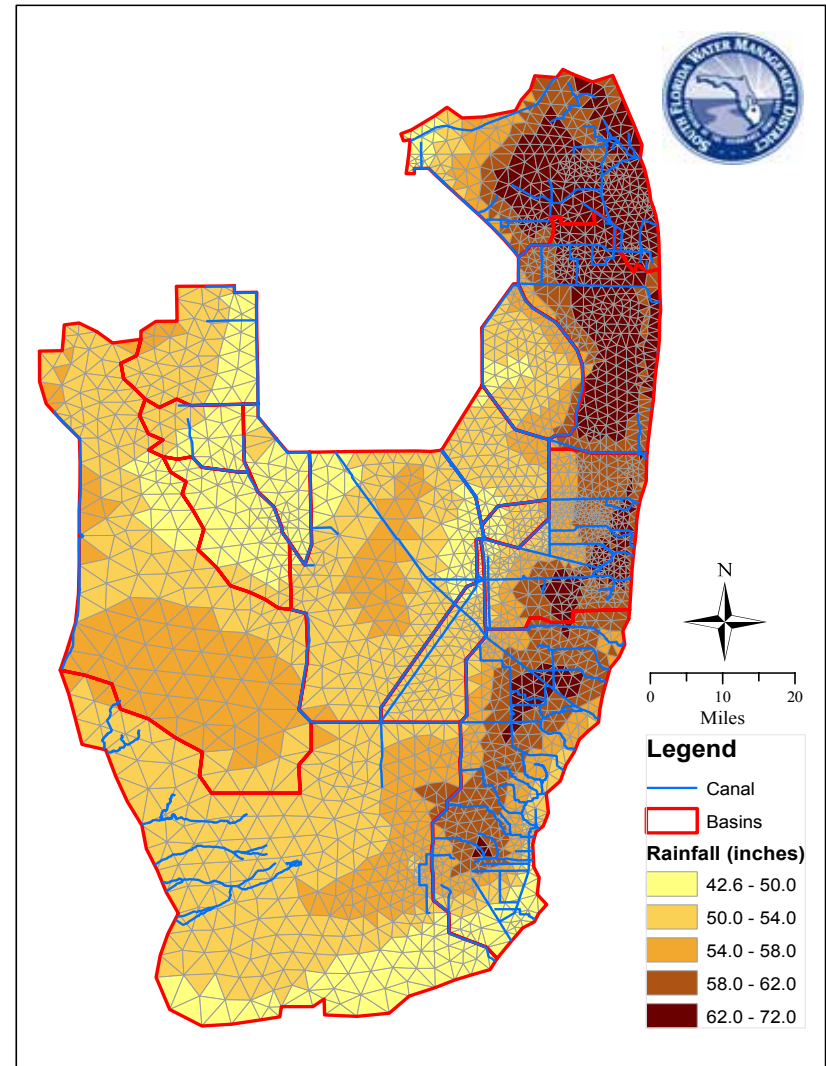 SOUTH FLORIDA WATER MANAGEMENT DISTRICT
N
0 10 20
Miles
Legend
Canal
Basins
Rainfall (inches)
42.6 - 50.0
50.0 - 54.0
54.0 - 58.0
58.0 - 62.0
62.0 - 72.0